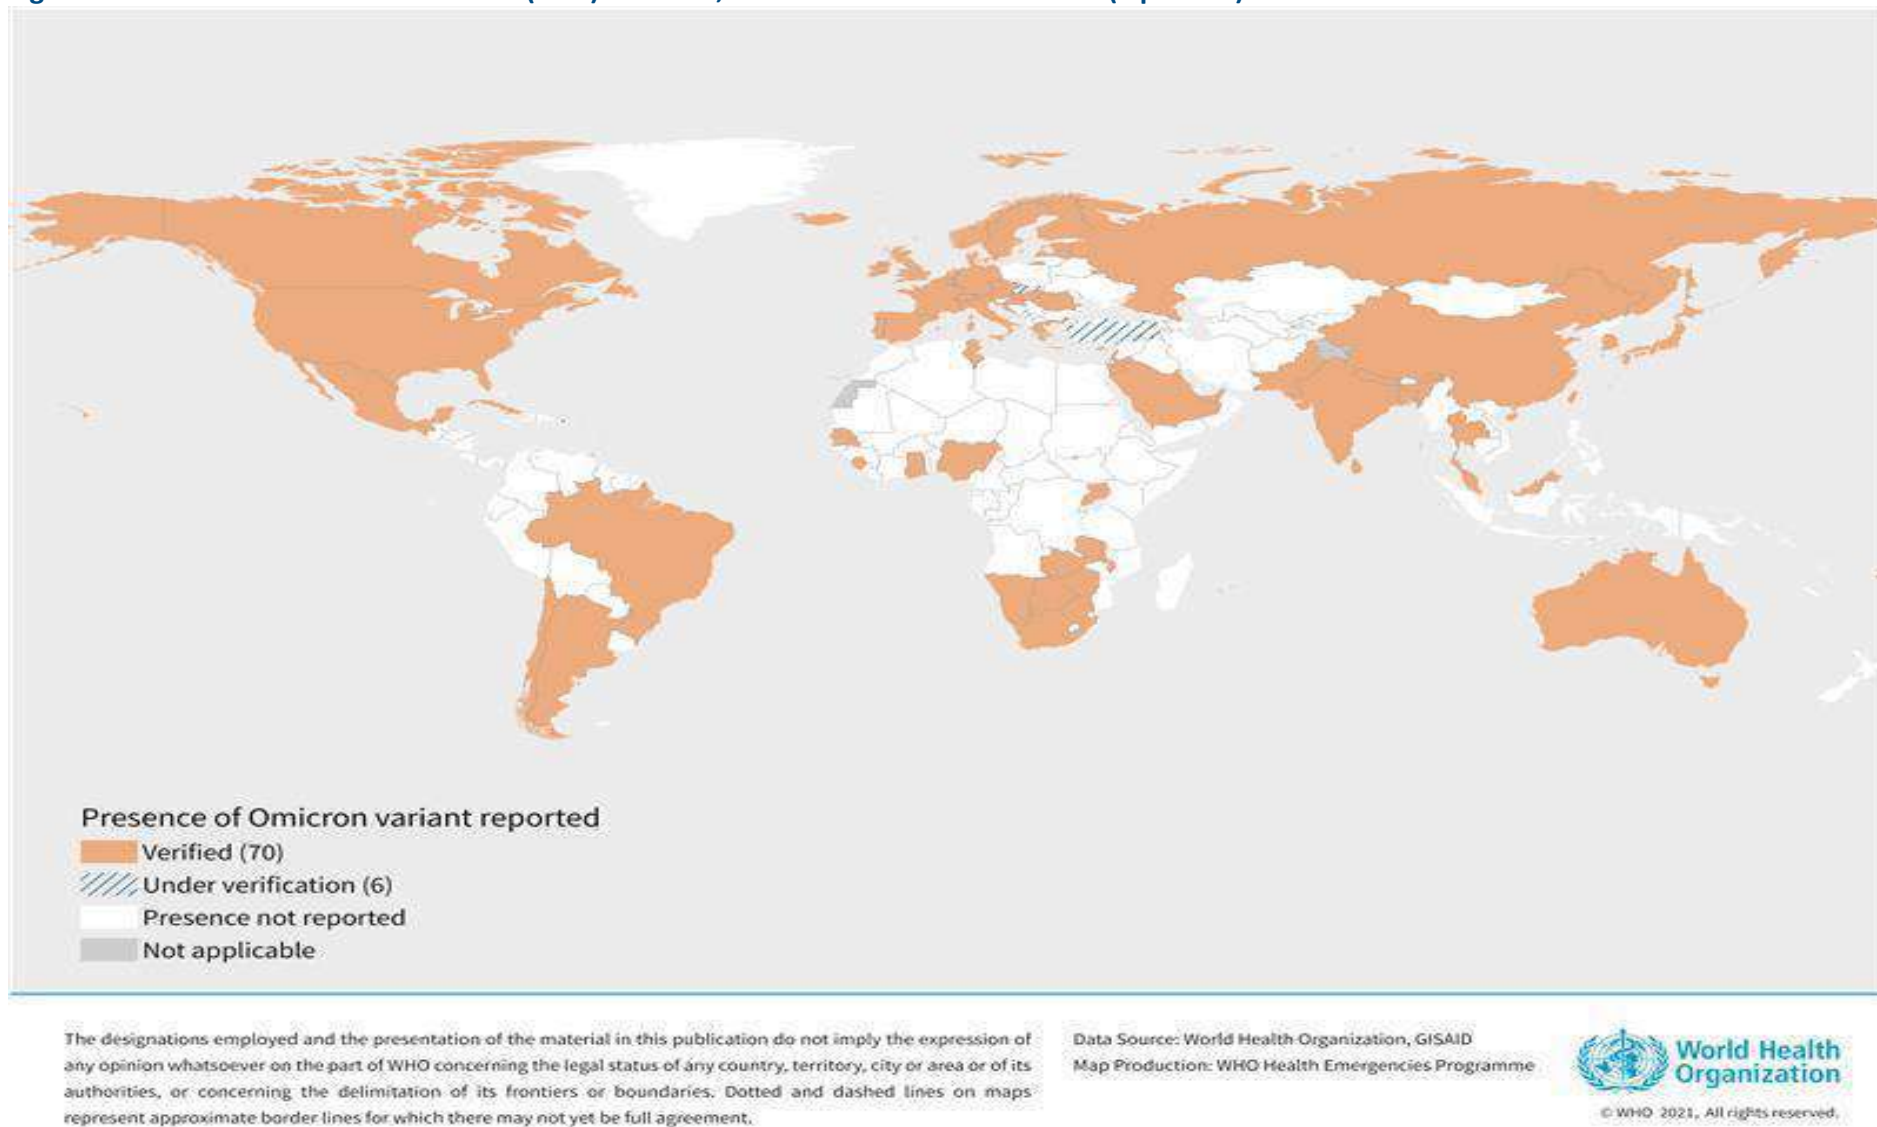 Presence of Omicron variant reported
Verified (70)
Under verification (6)
Presence not reported
Not applicable
The designations employed and the presentation of the material in this publication do not imply the expression of
any opinion whatsoever on the part of WHO concerning the legal status of any country, territory, city or area or of its
authorities, or concerning the delimitation of its frontiers or boundaries. Dotted and dashed lines on maps
represent approximate border lines for which there may not yet be full agreement.
Data Source: World Health Organization, GISAID
Map Production: WHO Health Emergencies Programme
World Health
Organization
© WHO 2021, All rights reserved.